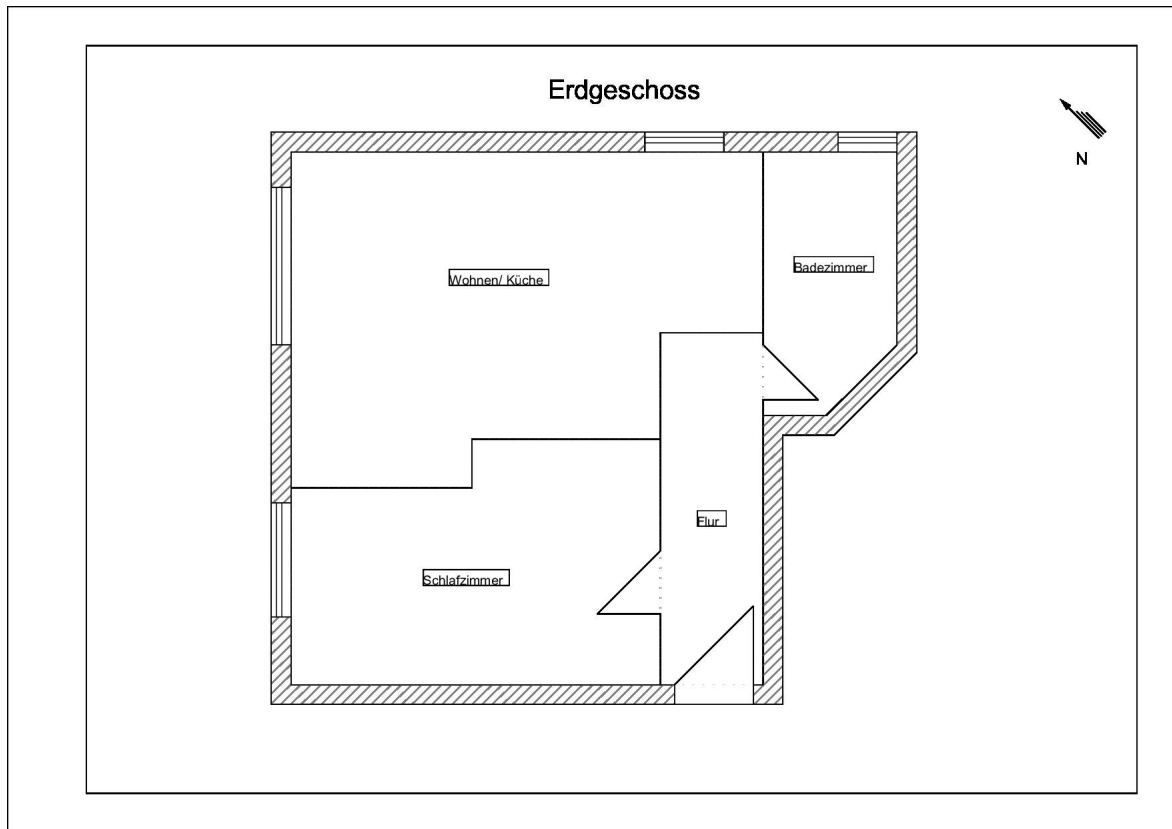 Erdgeschoss
N
Badezimmer
Wohnen/ Küche
Flur
Schlafzimmer